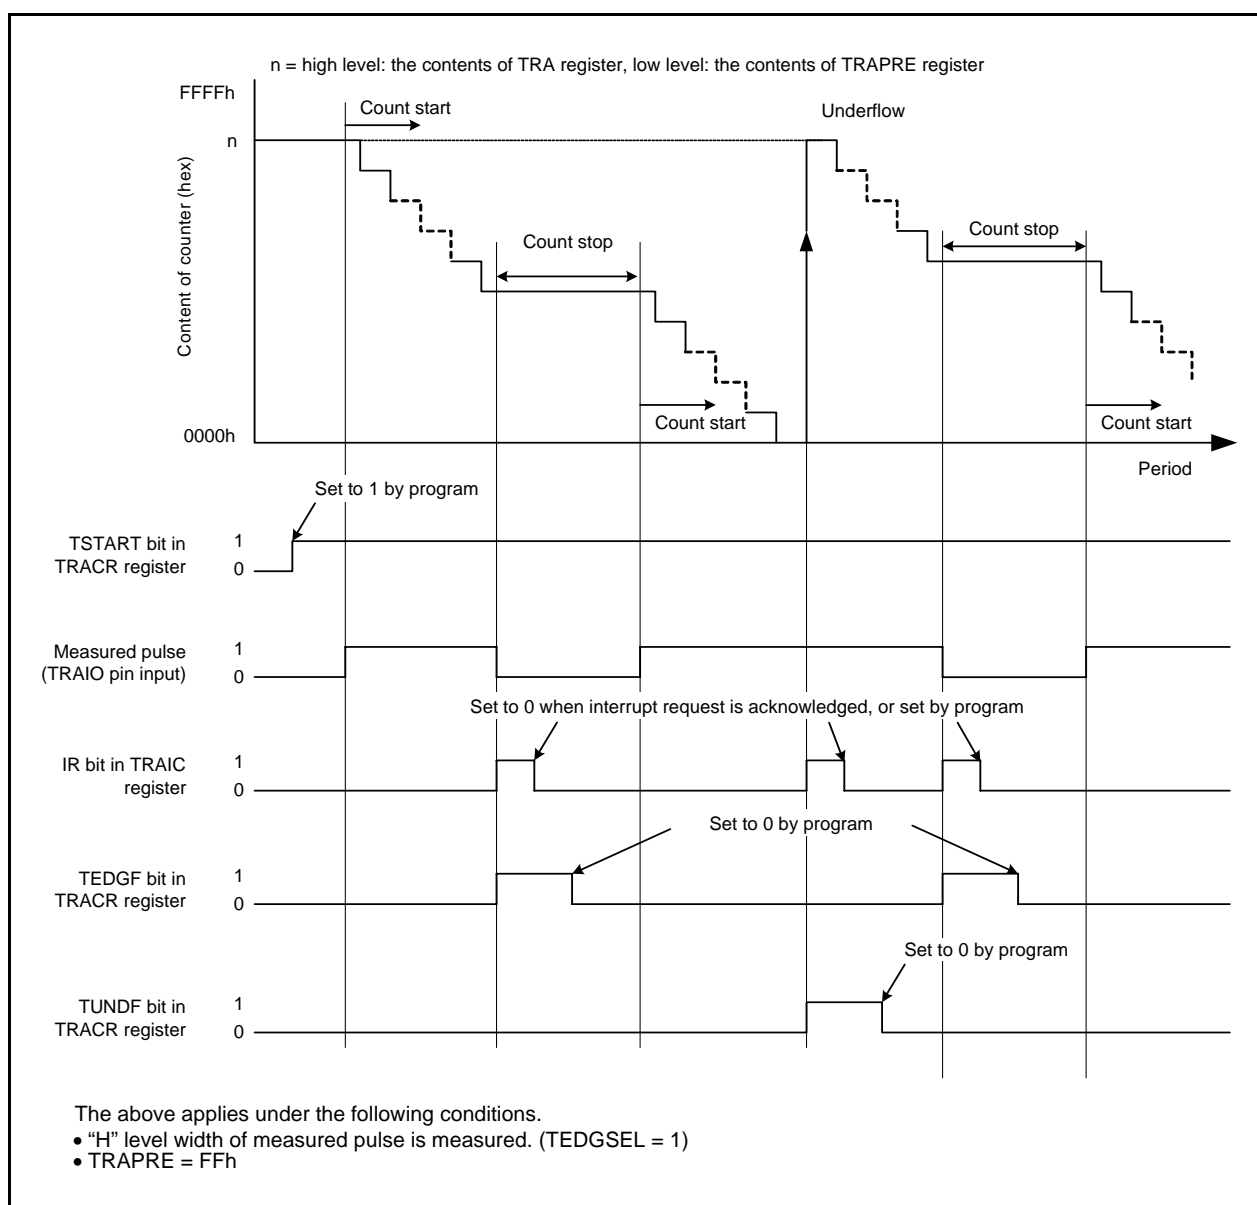 n = high level: the contents of TRA register, low level: the contents of TRAPRE register
FFFFh
Count start
Underflow
n
Content of counter (hex)
Count stop
Count stop
Count start
Count start
0000h
Period
Set to 1 by program
TSTART bit in
TRACR register
1
0
Measured pulse
(TRAIO pin input)
1
0
Set to 0 when interrupt request is acknowledged, or set by program
IR bit in TRAIC
register
1
0
Set to 0 by program
TEDGF bit in
TRACR register
1
0
Set to 0 by program
TUNDF bit in
TRACR register
1
0
The above applies under the following conditions.
• “H” level width of measured pulse is measured. (TEDGSEL = 1)
• TRAPRE = FFh